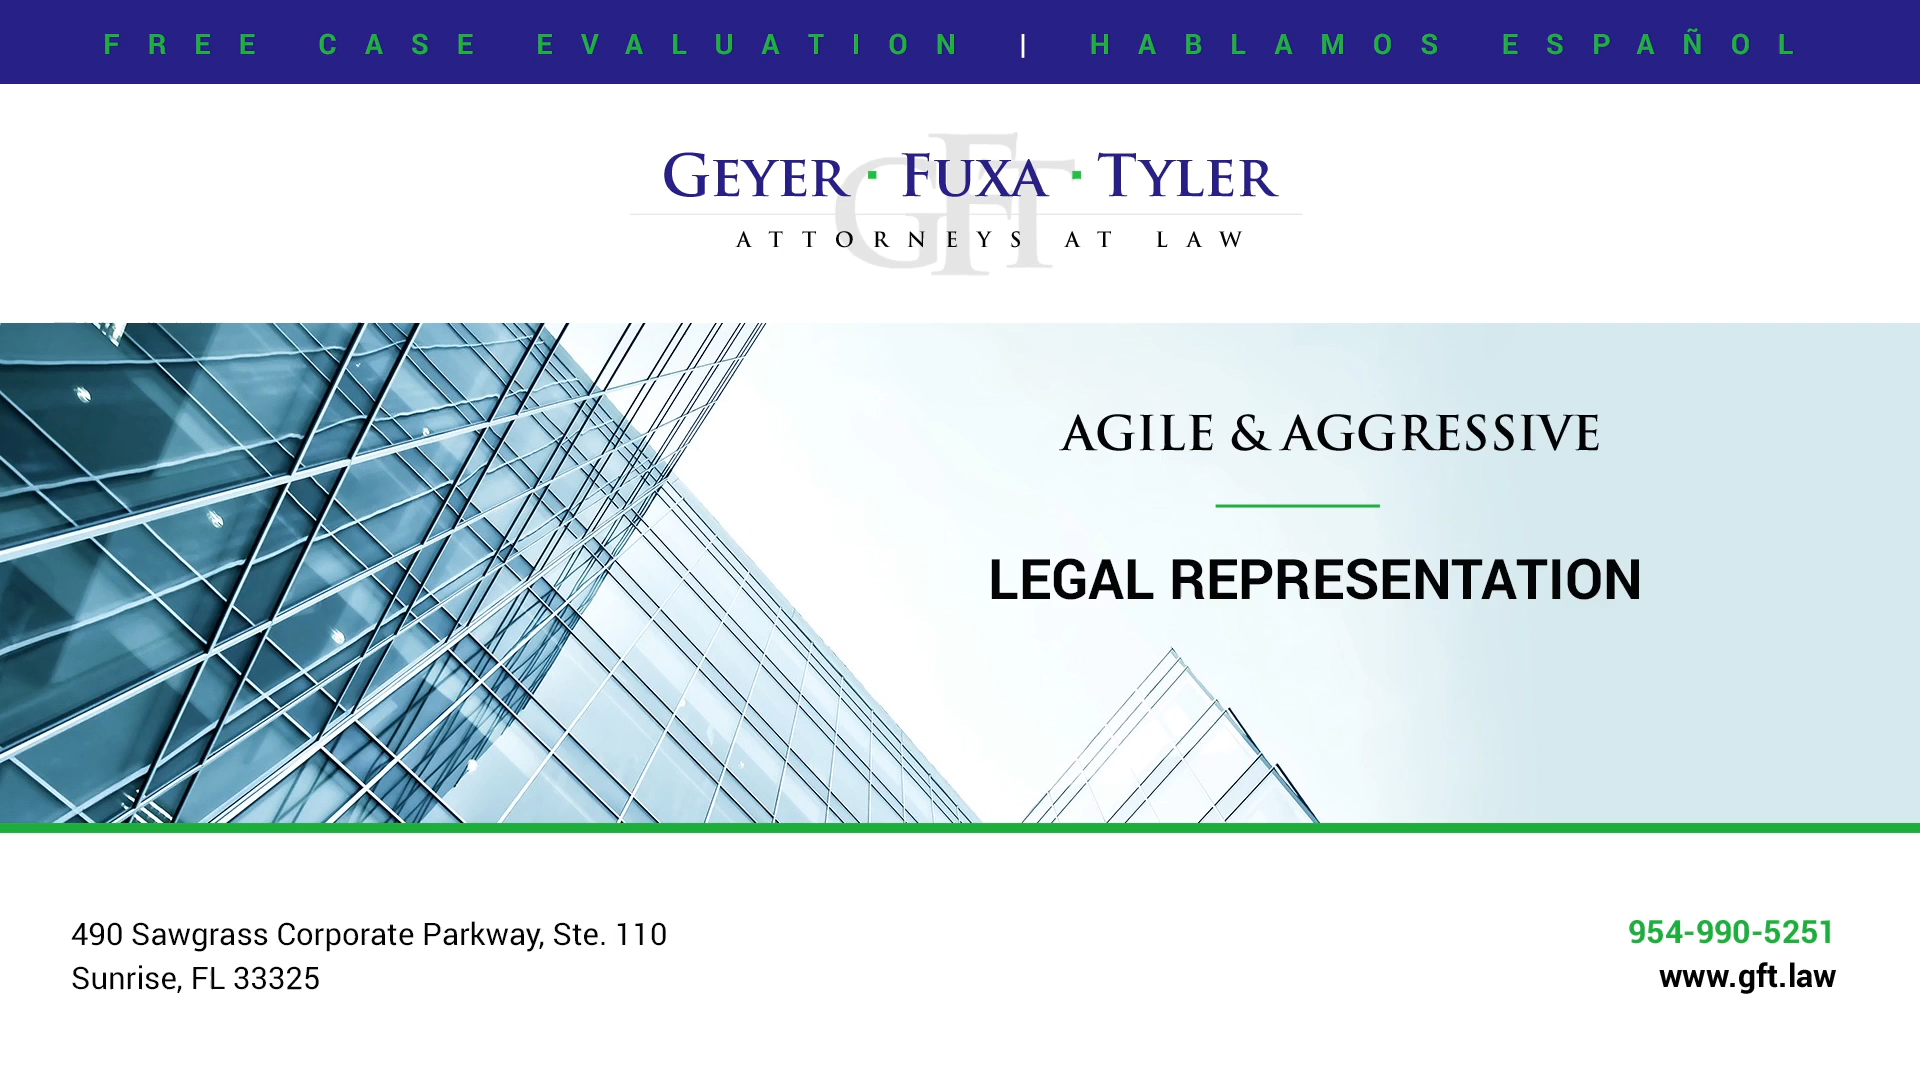 FREE CASE EVALUATION | HABLAMOS ESPAÑOL
GFT
GEYER · FUXA · TYLER
ATTORNEYS AT LAW
AGILE & AGGRESSIVE
LEGAL REPRESENTATION
490 Sawgrass Corporate Parkway, Ste. 110
Sunrise, FL 33325
954-990-5251
www.gft.law